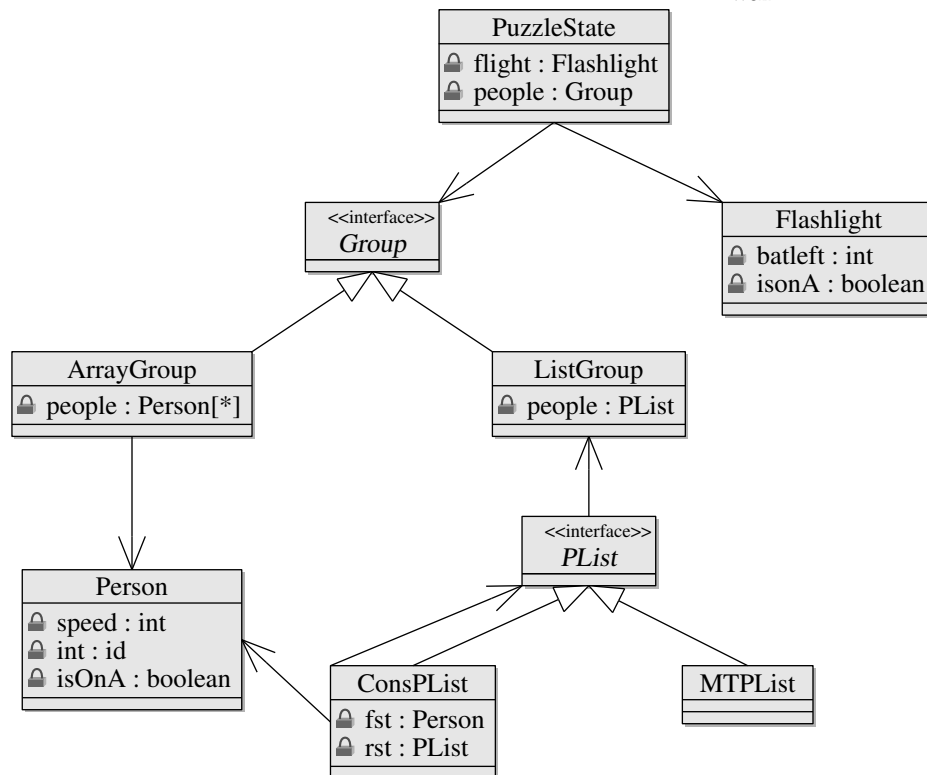 PuzzleState
flight : Flashlight
people : Group
<<interface>>
Group
Flashlight
batleft : int
isonA : boolean
ArrayGroup
people : Person[*]
ListGroup
people : PList
<<interface>>
PList
Person
speed : int
int : id
isOnA : boolean
ConsPList
fst : Person
rst : PList
MTPList